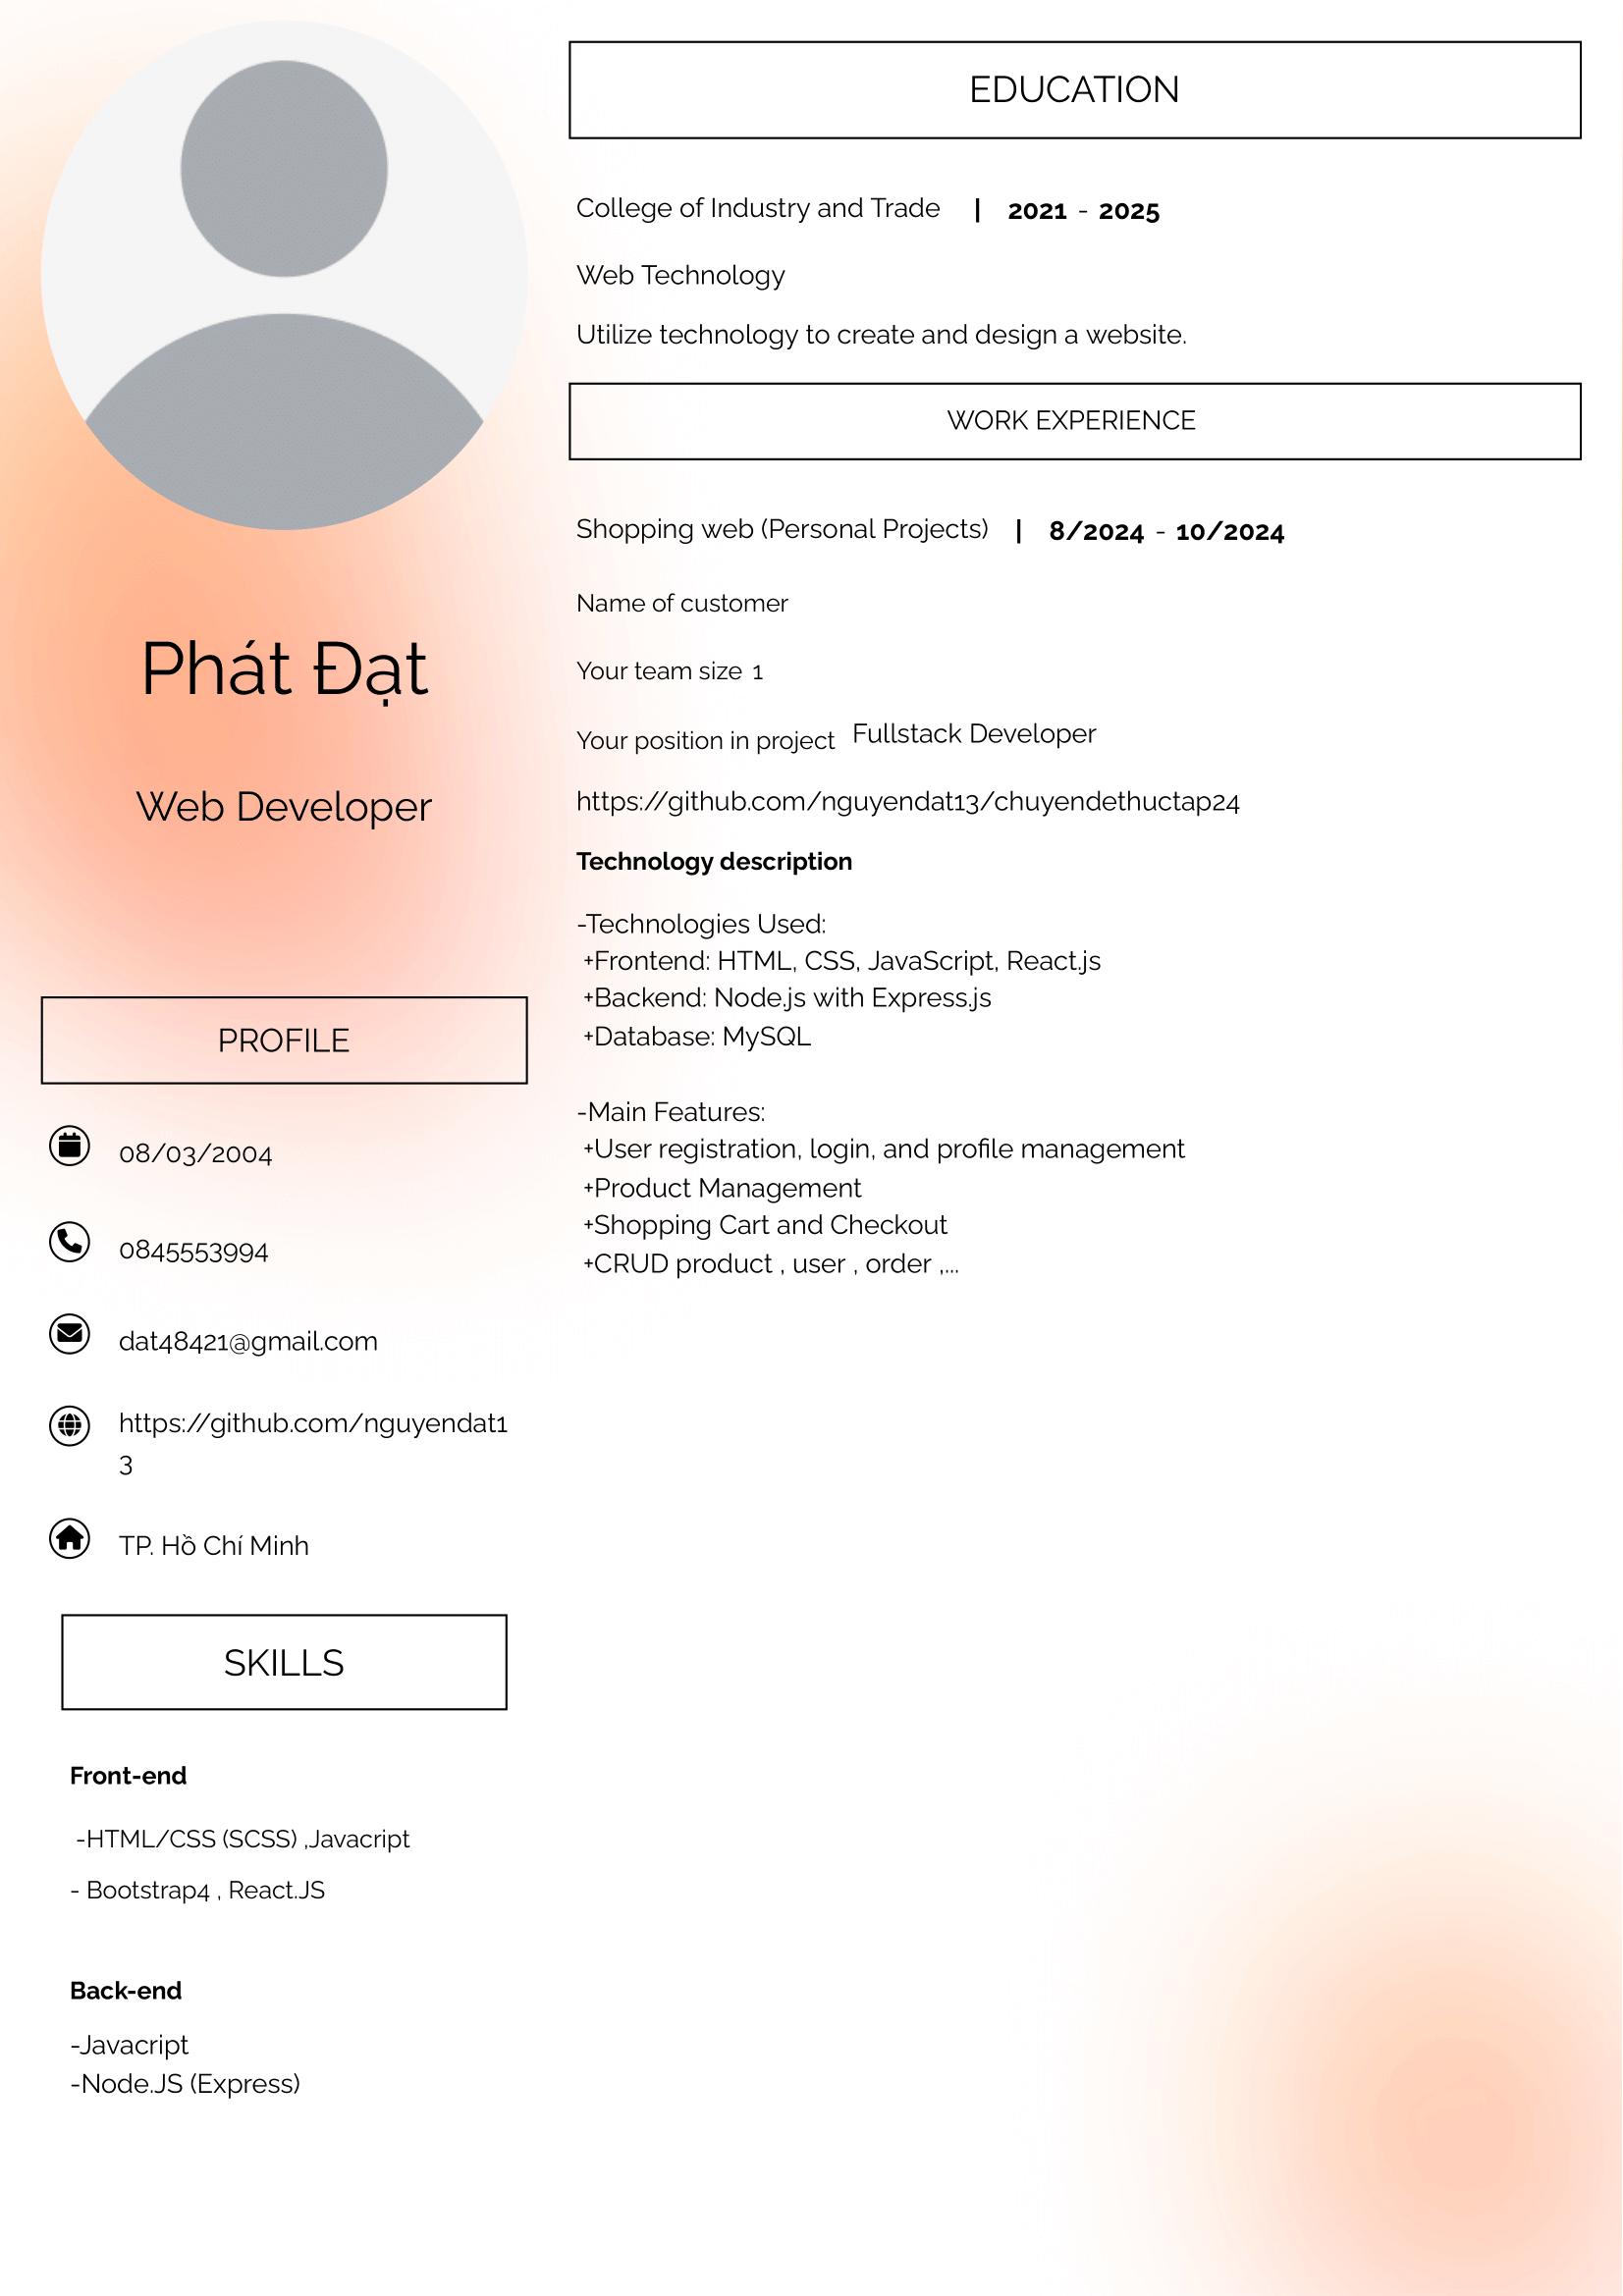 Phát Đạt
Web Developer
PROFILE
08/03/2004
0845553994
dat48421@gmail.com
https://github.com/nguyendat1
3
TP. Hồ Chí Minh
SKILLS
Front-end
-HTML/CSS (SCSS) ,Javacript
- Bootstrap4 , React.JS
Back-end
-Javacript
-Node.JS (Express)
EDUCATION
College of Industry and Trade | 2021 - 2025
Web Technology
Utilize technology to create and design a website.
WORK EXPERIENCE
Shopping web (Personal Projects) | 8/2024 - 10/2024
Name of customer
Your team size 1
Your position in project Fullstack Developer
https://github.com/nguyendat13/chuyendethuctap24
Technology description
-Technologies Used:
+Frontend: HTML, CSS, JavaScript, React.js
+Backend: Node.js with Express.js
+Database: MySQL
-Main Features:
+User registration, login, and profile management
+Product Management
+Shopping Cart and Checkout
+CRUD product , user , order ,...